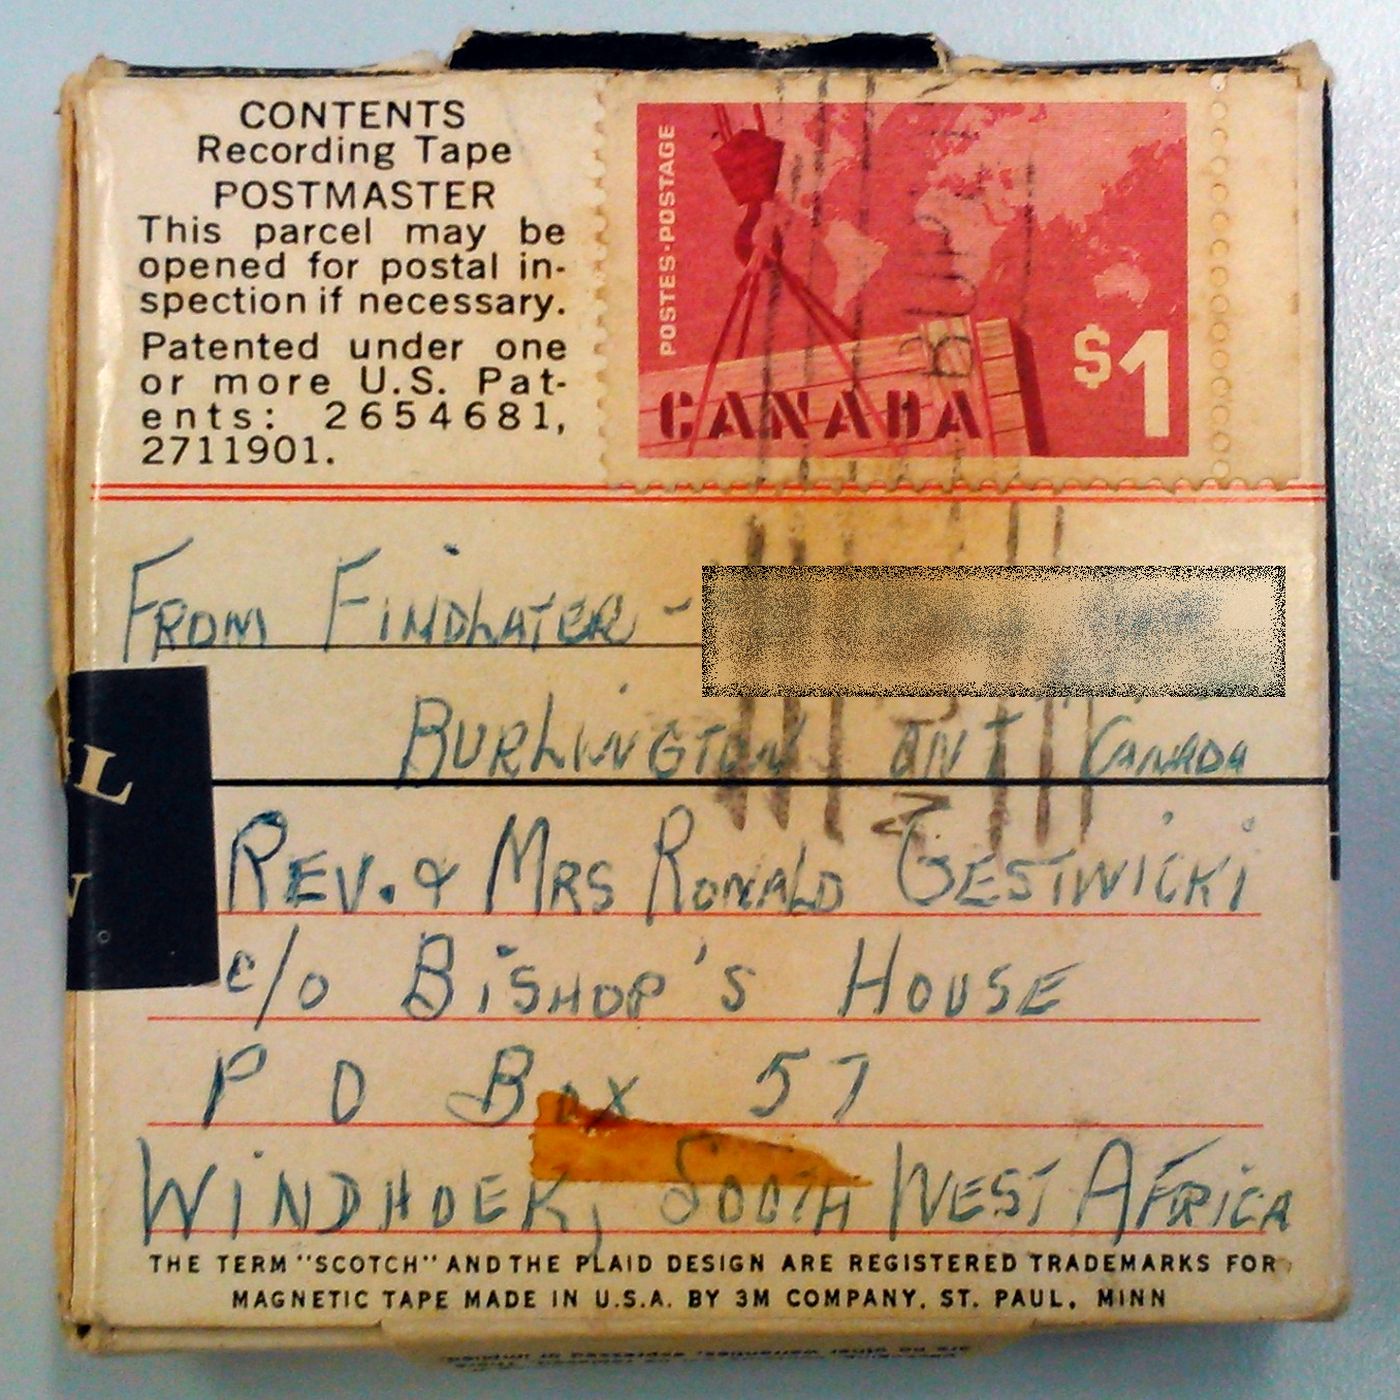 CONTENTS
Recording Tape
POSTMASTER
This parcel may be
opened for postal in-
spection if necessary.
Patented under one
or more U.S. Pat-
ents: 2654681,
2711901.
POSTES·POSTAGE
CANADA
$1
FROM FINDLATER -
BURLINGTON ONT CANADA
REV. & MRS RONALD GESTWICKI
c/o BISHOP'S HOUSE
P O BOX 57
WINDHOEK, SOUTH WEST AFRICA
THE TERM "SCOTCH" AND THE PLAID DESIGN ARE REGISTERED TRADEMARKS FOR
MAGNETIC TAPE MADE IN U.S.A. BY 3M COMPANY, ST. PAUL, MINN